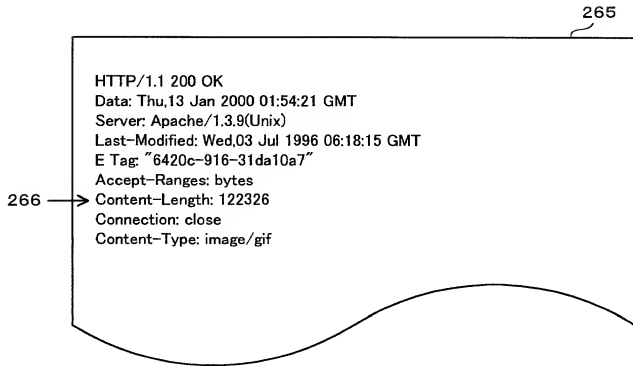 265
HTTP/1.1 200 OK
Data: Thu,13 Jan 2000 01:54:21 GMT
Server: Apache/1.3.9(Unix)
Last-Modified: Wed,03 Jul 1996 06:18:15 GMT
E Tag: "6420c-916-31da10a7"
Accept-Ranges: bytes
266 → Content-Length: 122326
Connection: close
Content-Type: image/gif